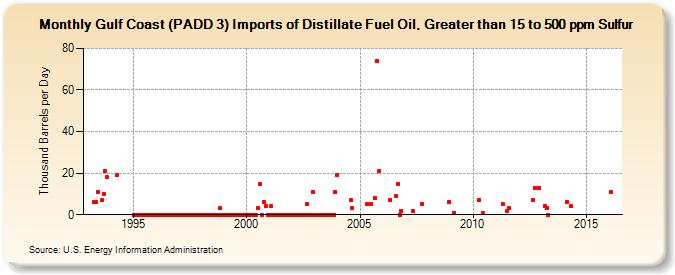 Monthly Gulf Coast (PADD 3) Imports of Distillate Fuel Oil, Greater than 15 to 500 ppm Sulfur
Thousand Barrels per Day
80
60
40
20
0
1995 2000 2005 2010 2015
Source: U.S. Energy Information Administration